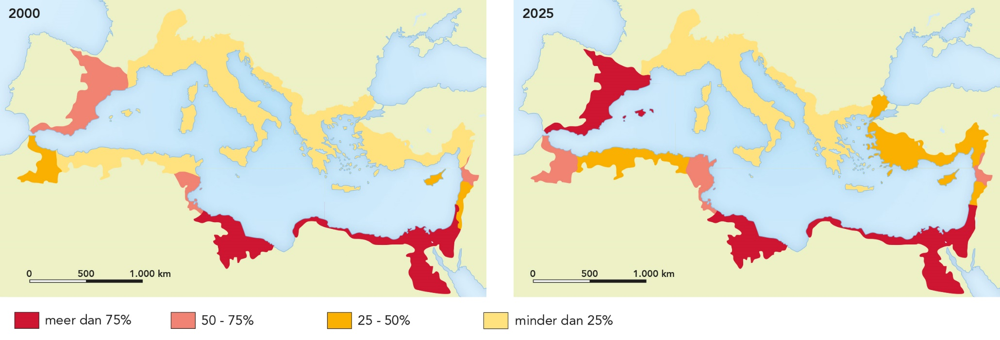 2000
2025
0 500 1.000 km
0 500 1.000 km
meer dan 75%
50 - 75%
25 - 50%
minder dan 25%